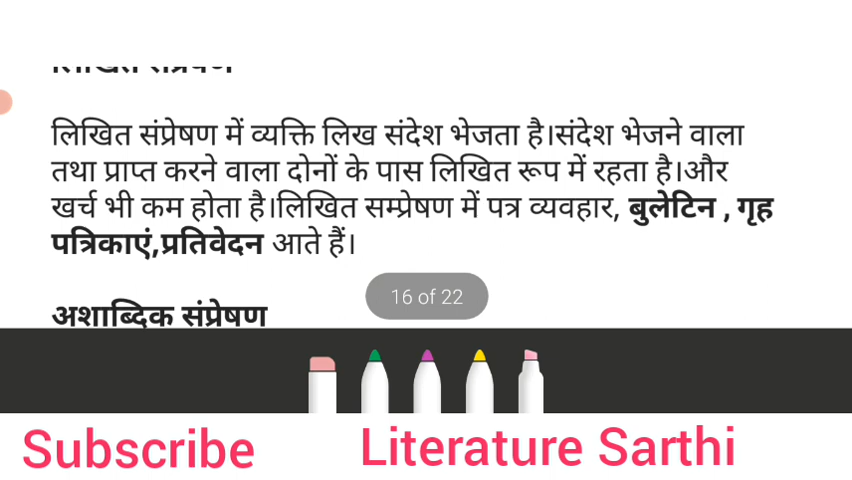 लिखित संप्रेषण में व्यक्ति लिख संदेश भेजता है।संदेश भेजने वाला
तथा प्राप्त करने वाला दोनों के पास लिखित रूप में रहता है।और
खर्च भी कम होता है।लिखित सम्प्रेषण में पत्र व्यवहार, बुलेटिन , गृह
पत्रिकाएं,प्रतिवेदन आते हैं।
16 of 22
अशाब्दिक संप्रेषण
Subscribe Literature Sarthi